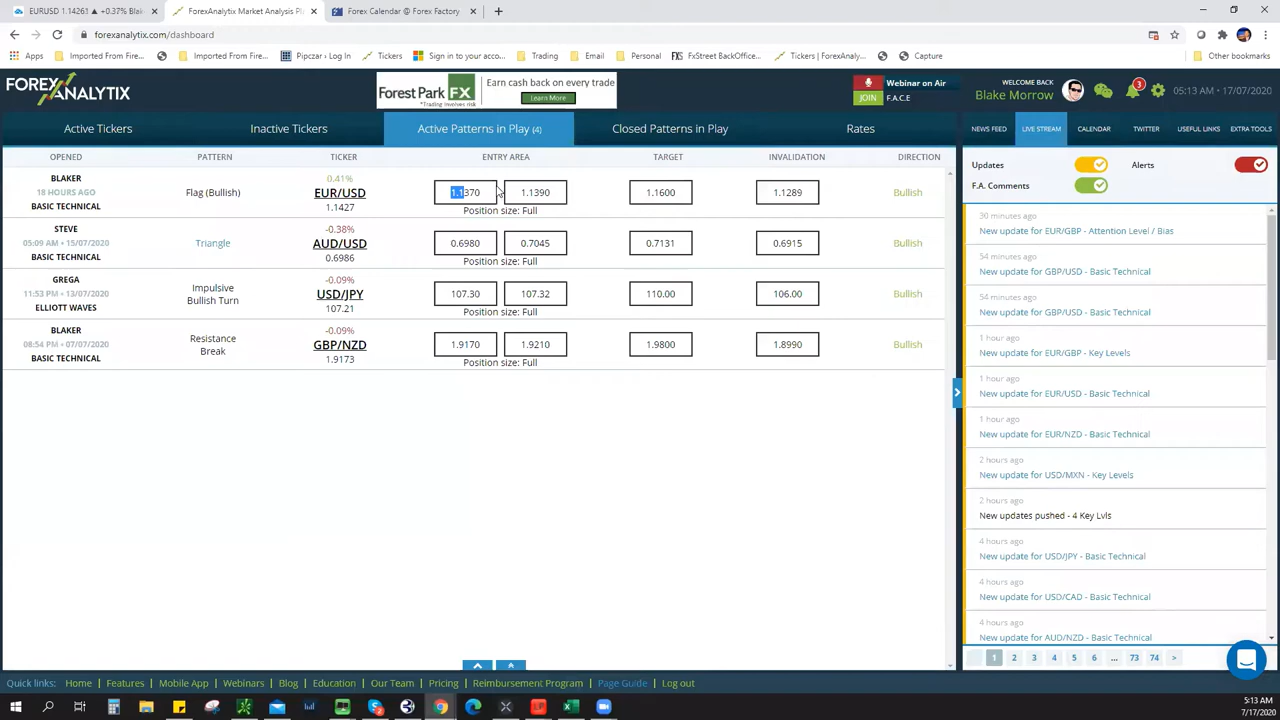 EURUSD 1.14261 ▲ +0.37% Blake
ForexAnalytix Market Analysis Pl
Forex Calendar @ Forex Factory
forexanalytix.com/dashboard
Apps
Imported From Fire...
Imported From Fire...
Pipczar › Log In
Tickers
Sign in to your acco...
Trading
Email
Personal
FXStreet BackOffice...
Tickers | ForexAnaly...
Capture
Other bookmarks
FOREXANALYTIX
Forest Park FX
*Trading involves risk
Earn cash back on every trade
Learn More
Webinar on Air
JOIN F.A.C.E
WELCOME BACK
Blake Morrow
3
05:13 AM • 17/07/2020
Active Tickers
Inactive Tickers
Active Patterns in Play (4)
Closed Patterns in Play
Rates
NEWS FEED
LIVE STREAM
CALENDAR
TWITTER
USEFUL LINKS
EXTRA TOOLS
OPENED PATTERN TICKER ENTRY AREA TARGET INVALIDATION DIRECTION
BLAKER
18 HOURS AGO
BASIC TECHNICAL
Flag (Bullish)
0.41%
EUR/USD
1.1427
1.1370 1.1390
Position size: Full
1.1600
1.1289
Bullish
STEVE
05:09 AM • 15/07/2020
BASIC TECHNICAL
Triangle
-0.38%
AUD/USD
0.6986
0.6980 0.7045
Position size: Full
0.7131
0.6915
Bullish
GREGA
11:53 PM • 13/07/2020
ELLIOTT WAVES
Impulsive
Bullish Turn
-0.09%
USD/JPY
107.21
107.30 107.32
Position size: Full
110.00
106.00
Bullish
BLAKER
08:54 PM • 07/07/2020
BASIC TECHNICAL
Resistance
Break
-0.09%
GBP/NZD
1.9173
1.9170 1.9210
Position size: Full
1.9800
1.8990
Bullish
Updates
Alerts
F.A. Comments
30 minutes ago
New update for EUR/GBP - Attention Level / Bias
54 minutes ago
New update for GBP/USD - Basic Technical
54 minutes ago
New update for GBP/USD - Basic Technical
1 hour ago
New update for EUR/GBP - Key Levels
1 hour ago
New update for EUR/USD - Basic Technical
1 hour ago
New update for EUR/NZD - Basic Technical
2 hours ago
New update for USD/MXN - Key Levels
2 hours ago
New updates pushed - 4 Key Lvls
4 hours ago
New update for USD/JPY - Basic Technical
4 hours ago
New update for USD/CAD - Basic Technical
4 hours ago
New update for AUD/NZD - Basic Technical
1 2 3 4 5 6 ... 73 74 >
Quick links: Home Features Mobile App Webinars Blog Education Our Team Pricing Reimbursement Program Page Guide Log out
5:13 AM
7/17/2020